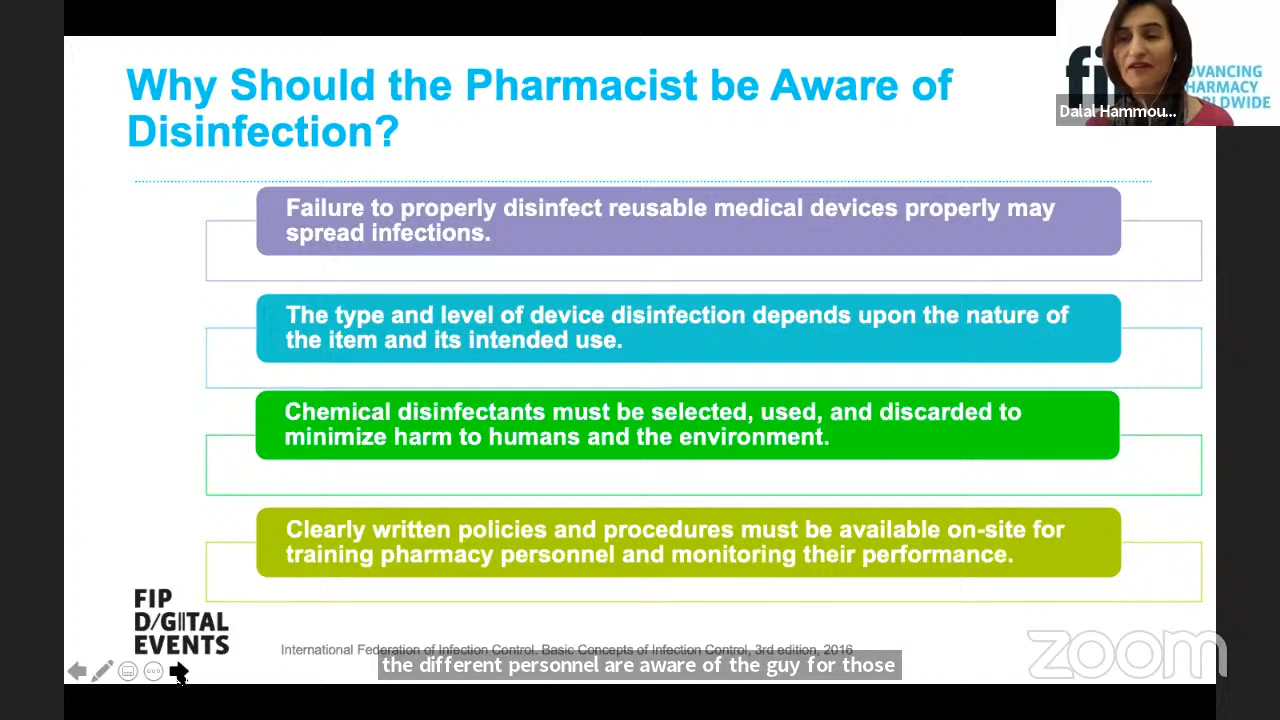 Why Should the Pharmacist be Aware of
Disinfection?
fi
DVANCING
HARMACY
RLDWIDE
Dalal Hammou...
Failure to properly disinfect reusable medical devices properly may
spread infections.
The type and level of device disinfection depends upon the nature of
the item and its intended use.
Chemical disinfectants must be selected, used, and discarded to
minimize harm to humans and the environment.
Clearly written policies and procedures must be available on-site for
training pharmacy personnel and monitoring their performance.
FIP
D/GITAL
EVENTS
International Federation of Infection Control. Basic Concepts of Infection Control, 3rd edition, 2016
the different personnel are aware of the guy for those
zoom